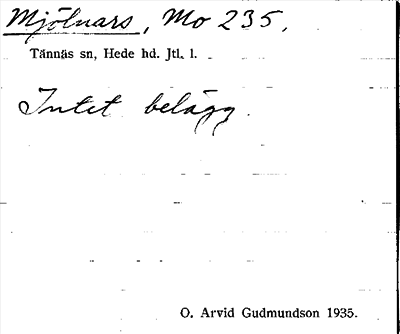 Mjölnars, Mo 235,
Tännäs sn, Hede hd. Jtl. l.
Intet belägg.
O. Arvid Gudmundson 1935.